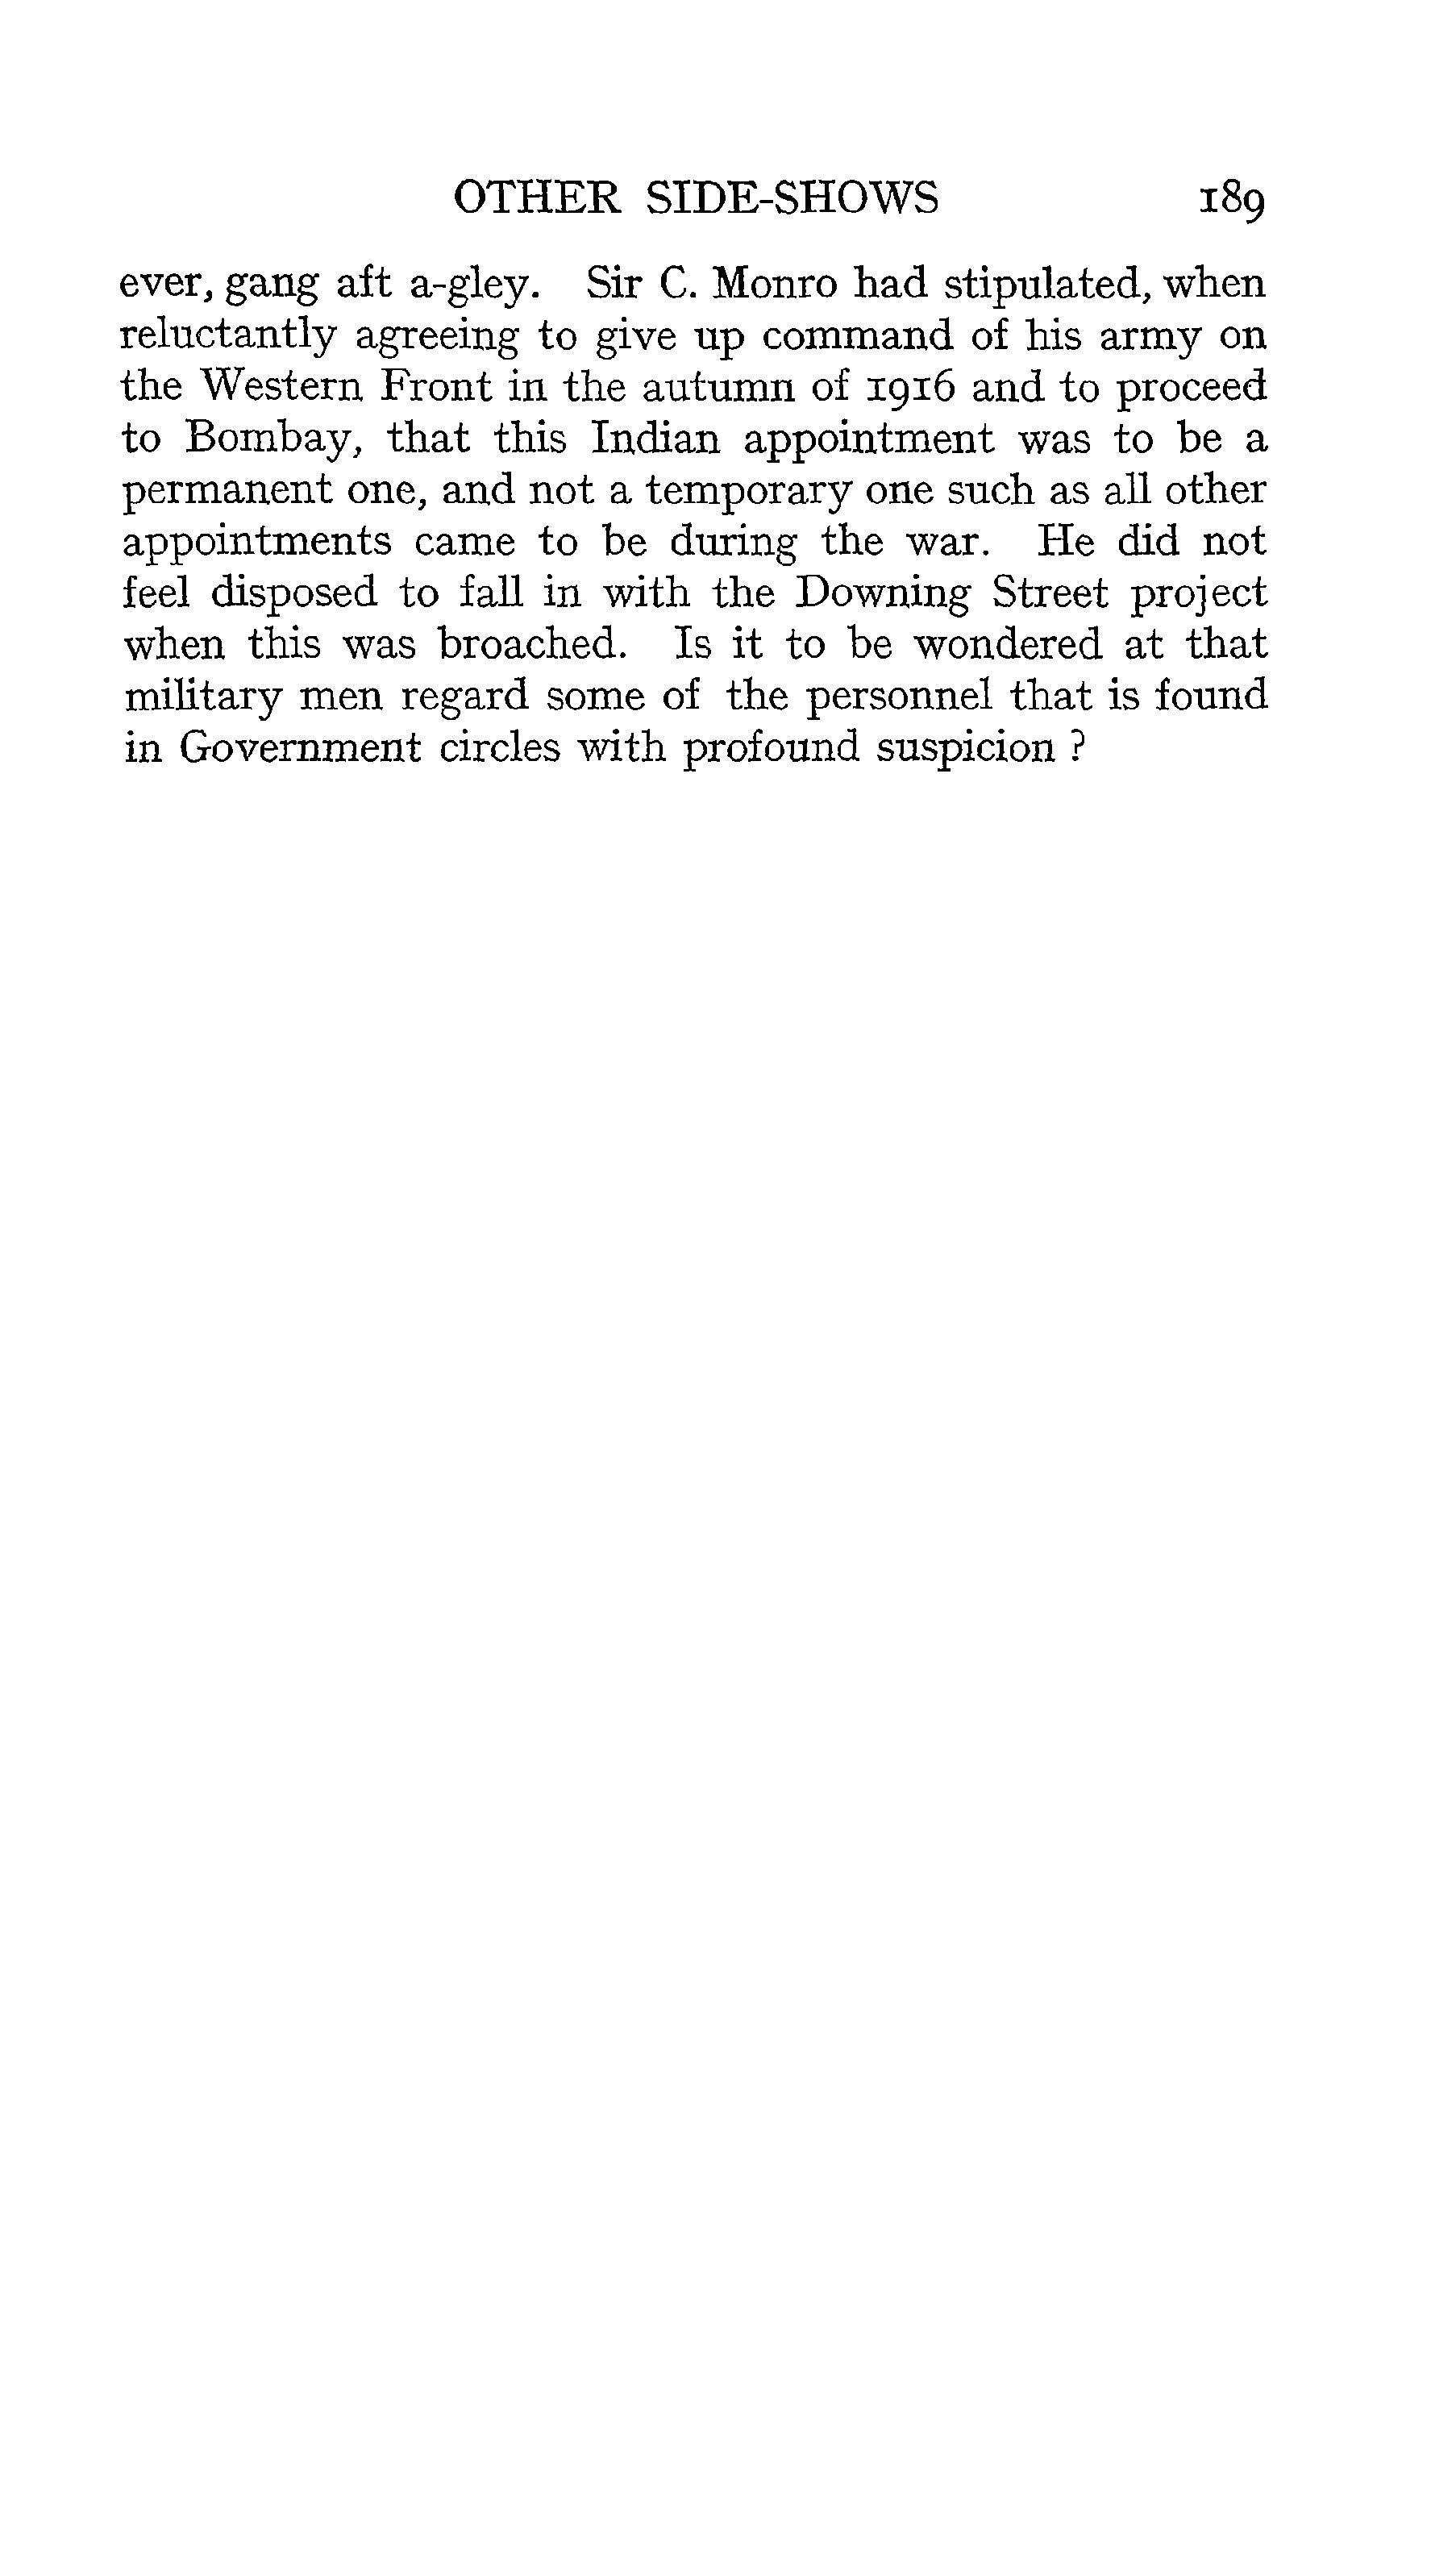 OTHER SIDE-SHOWS 189
ever, gang aft a-gley. Sir C. Monro had stipulated, when
reluctantly agreeing to give up command of his army on
the Western Front in the autumn of 1916 and to proceed
to Bombay, that this Indian appointment was to be a
permanent one, and not a temporary one such as all other
appointments came to be during the war. He did not
feel disposed to fall in with the Downing Street project
when this was broached. Is it to be wondered at that
military men regard some of the personnel that is found
in Government circles with profound suspicion ?